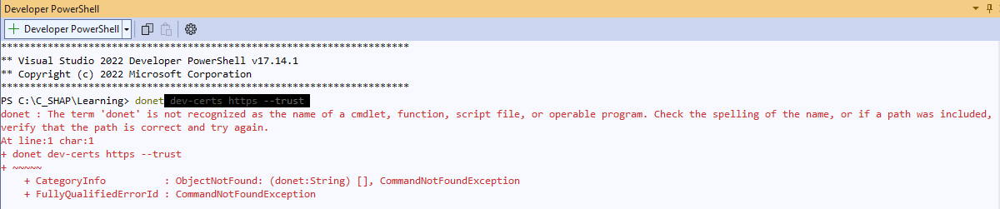 Developer PowerShell
Developer PowerShell
**********************************************************************
** Visual Studio 2022 Developer PowerShell v17.14.1
** Copyright (c) 2022 Microsoft Corporation
**********************************************************************
PS C:\C_SHAP\Learning> donet dev-certs https --trust
donet : The term 'donet' is not recognized as the name of a cmdlet, function, script file, or operable program. Check the spelling of the name, or if a path was included,
verify that the path is correct and try again.
At line:1 char:1
+ donet dev-certs https --trust
+ ~~~~~
    + CategoryInfo          : ObjectNotFound: (donet:String) [], CommandNotFoundException
    + FullyQualifiedErrorId : CommandNotFoundException